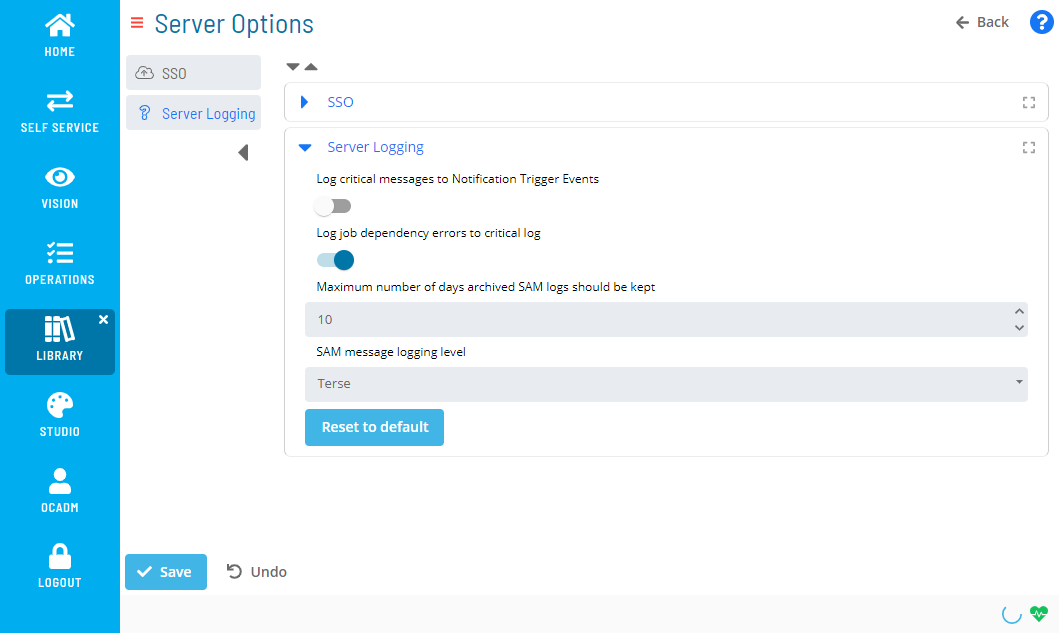 HOME
SELF SERVICE
VISION
OPERATIONS
LIBRARY
STUDIO
OCADM
LOGOUT
Server Options
Back
?
SSO
Server Logging
SSO
Server Logging
Log critical messages to Notification Trigger Events
Log job dependency errors to critical log
Maximum number of days archived SAM logs should be kept
10
SAM message logging level
Terse
Reset to default
Save
Undo